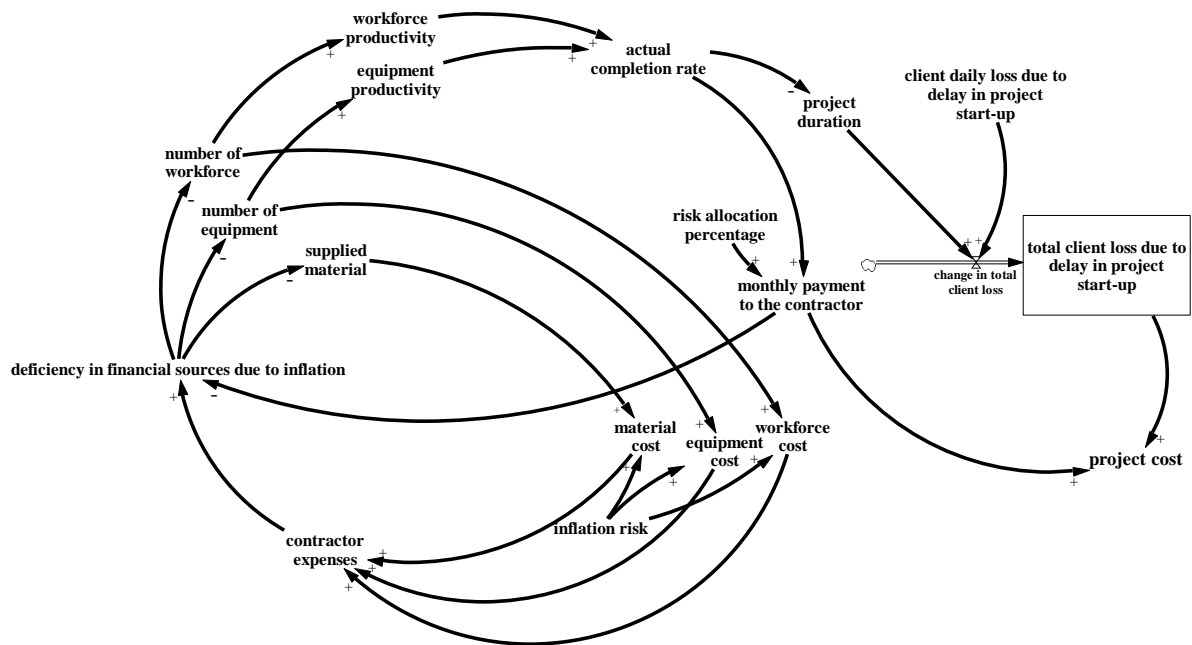 workforce
productivity
equipment
productivity
actual
completion rate
client daily loss due to
delay in project
start-up
project
duration
number of
workforce
number of
equipment
supplied
material
risk allocation
percentage
monthly payment
to the contractor
change in total
client loss
total client loss due to
delay in project
start-up
deficiency in financial sources due to inflation
material
cost
equipment
cost
workforce
cost
project cost
inflation risk
contractor
expenses